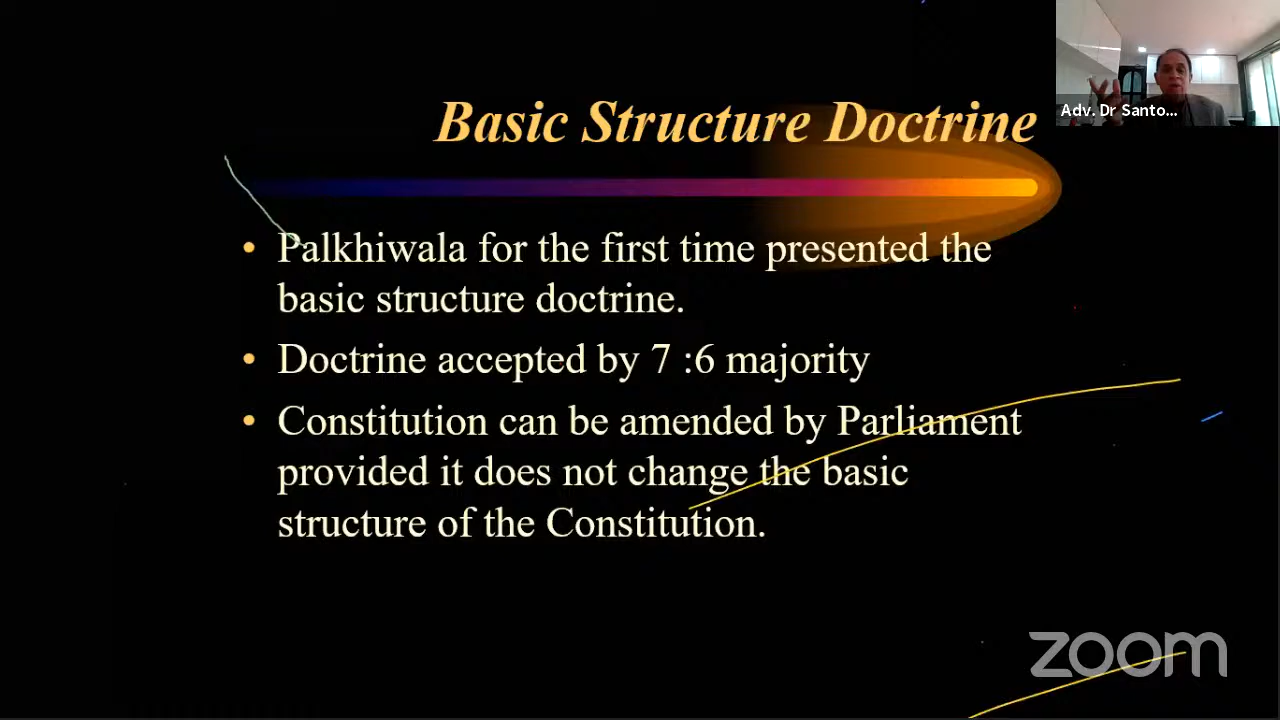 Basic Structure Doctrine
Adv. Dr Santo...
• Palkhiwala for the first time presented the
basic structure doctrine.
• Doctrine accepted by 7 :6 majority
• Constitution can be amended by Parliament
provided it does not change the basic
structure of the Constitution.
zoom